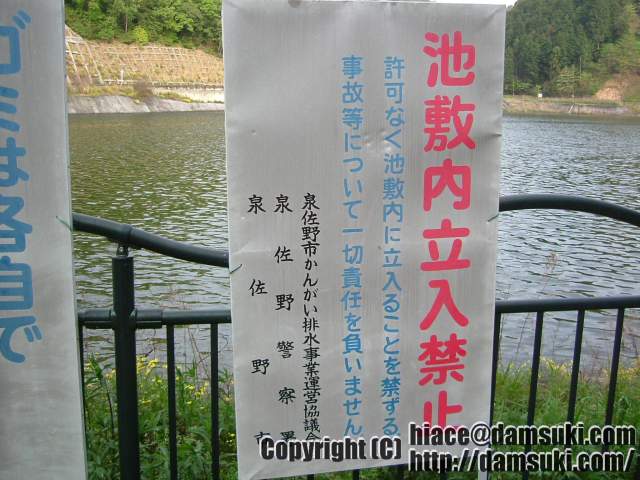 池敷内立入禁止
許可なく池敷内に立入ることを禁ずる
事故等について一切責任を負いません
泉佐野市かんがい排水事業運営協議会
泉佐野警察署
泉佐野市
ゴミは各自で
Copyright (C) hiace@damsuki.com
http://damsuki.com/